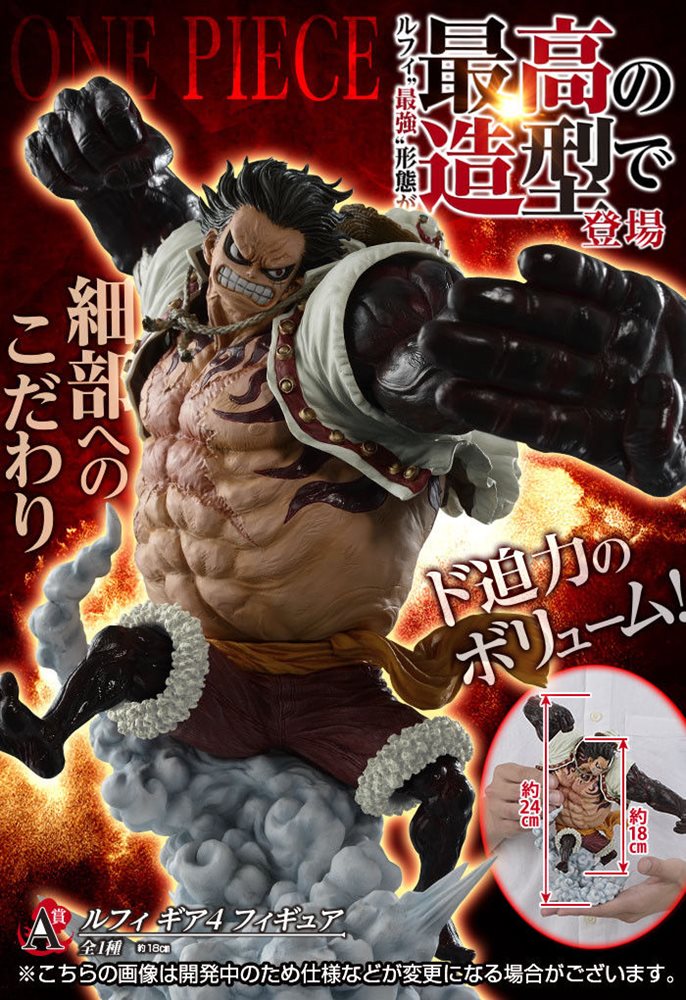 ONE PIECE
ルフィ”最強“形態が
最高の
造型で
登場
細部への
こだわり
ド迫力の
ボリューム!
約24cm
約18cm
A賞
ルフィ ギア4 フィギュア
全1種 約18cm
※こちらの画像は開発中のため仕様などが変更になる場合がございます。